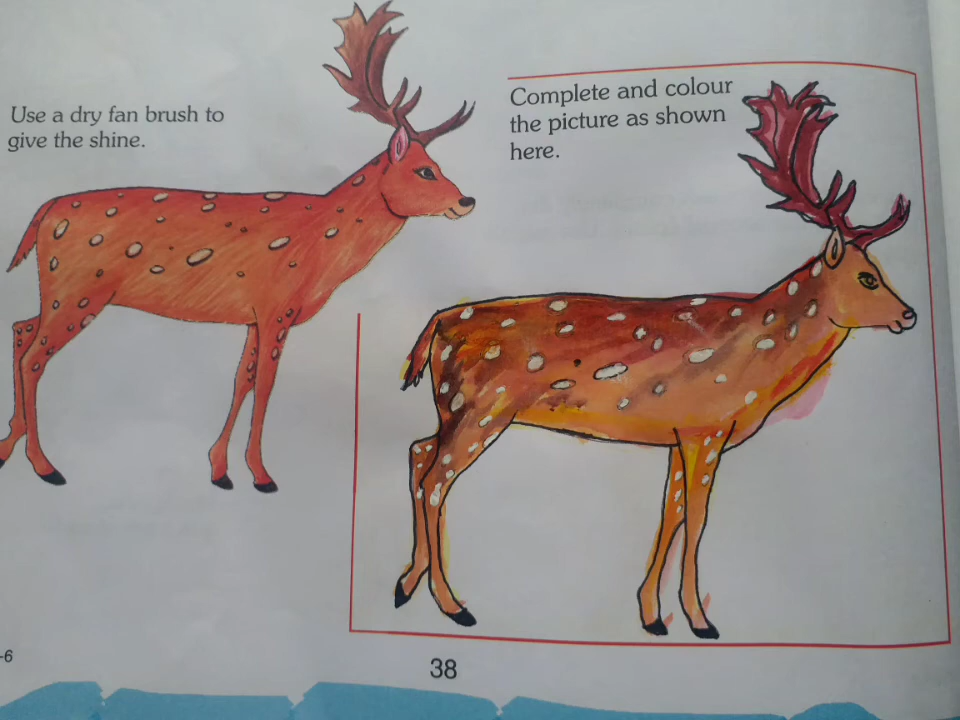 Use a dry fan brush to
give the shine.
Complete and colour
the picture as shown
here.
-6
38